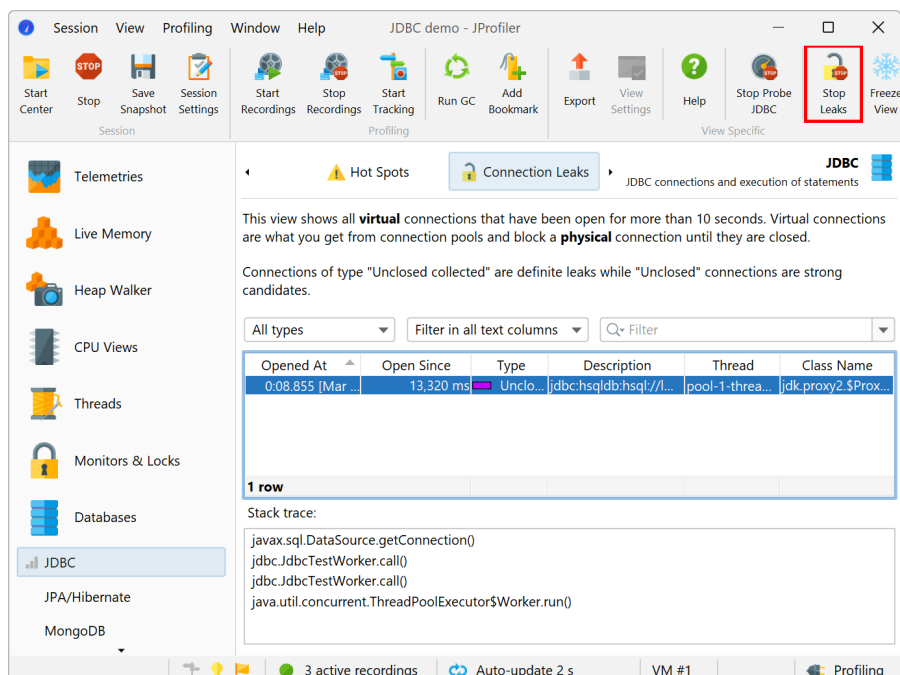 Session View Profiling Window Help JDBC demo - JProfiler
STOP STOP STOP STOP
Start Center
Stop
Save Snapshot
Session Settings
Start Recordings
Stop Recordings
Start Tracking
Run GC
Add Bookmark
Export
View Settings
Help
Stop Probe JDBC
Stop Leaks
Freeze View
Session Profiling View Specific
Telemetries
Live Memory
Heap Walker
CPU Views
Threads
Monitors & Locks
Databases
JDBC
JPA/Hibernate
MongoDB
Hot Spots Connection Leaks
JDBC
JDBC connections and execution of statements
This view shows all virtual connections that have been open for more than 10 seconds. Virtual connections
are what you get from connection pools and block a physical connection until they are closed.
Connections of type "Unclosed collected" are definite leaks while "Unclosed" connections are strong
candidates.
All types Filter in all text columns Filter
Opened At Open Since Type Description Thread Class Name
0:08.855 [Mar ... 13,320 ms Unclo... jdbc:hsqldb:hsql://l... pool-1-threa... jdk.proxy2.$Prox...
1 row
Stack trace:
javax.sql.DataSource.getConnection()
jdbc.JdbcTestWorker.call()
jdbc.JdbcTestWorker.call()
java.util.concurrent.ThreadPoolExecutor$Worker.run()
3 active recordings Auto-update 2 s VM #1 Profiling